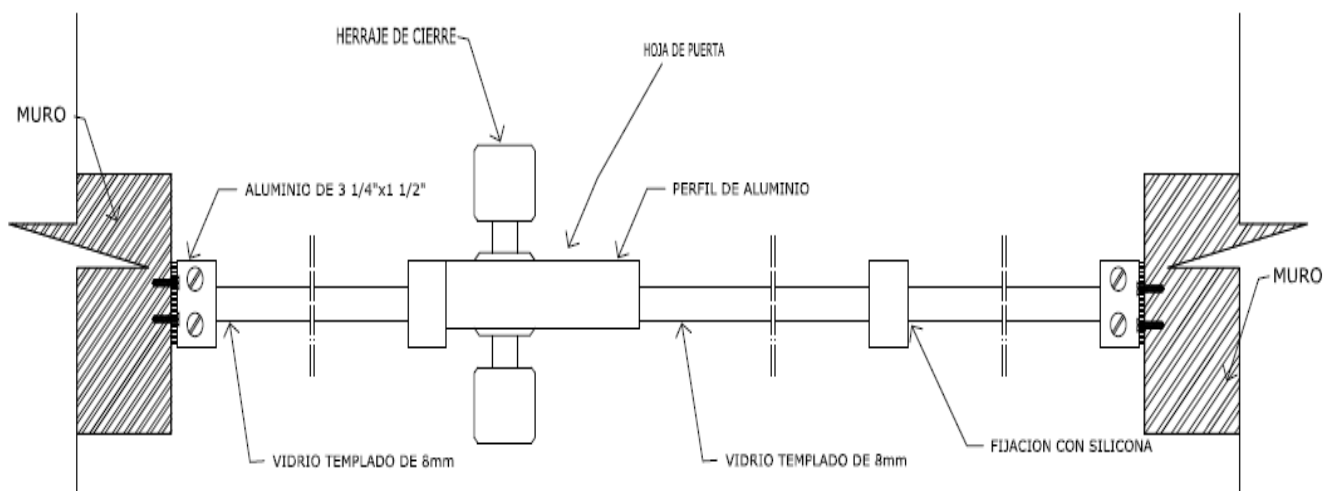 HERRAJE DE CIERRE
HOJA DE PUERTA
MURO
ALUMINIO DE 3 1/4"x1 1/2"
PERFIL DE ALUMINIO
MURO
VIDRIO TEMPLADO DE 8mm
VIDRIO TEMPLADO DE 8mm
FIJACION CON SILICONA